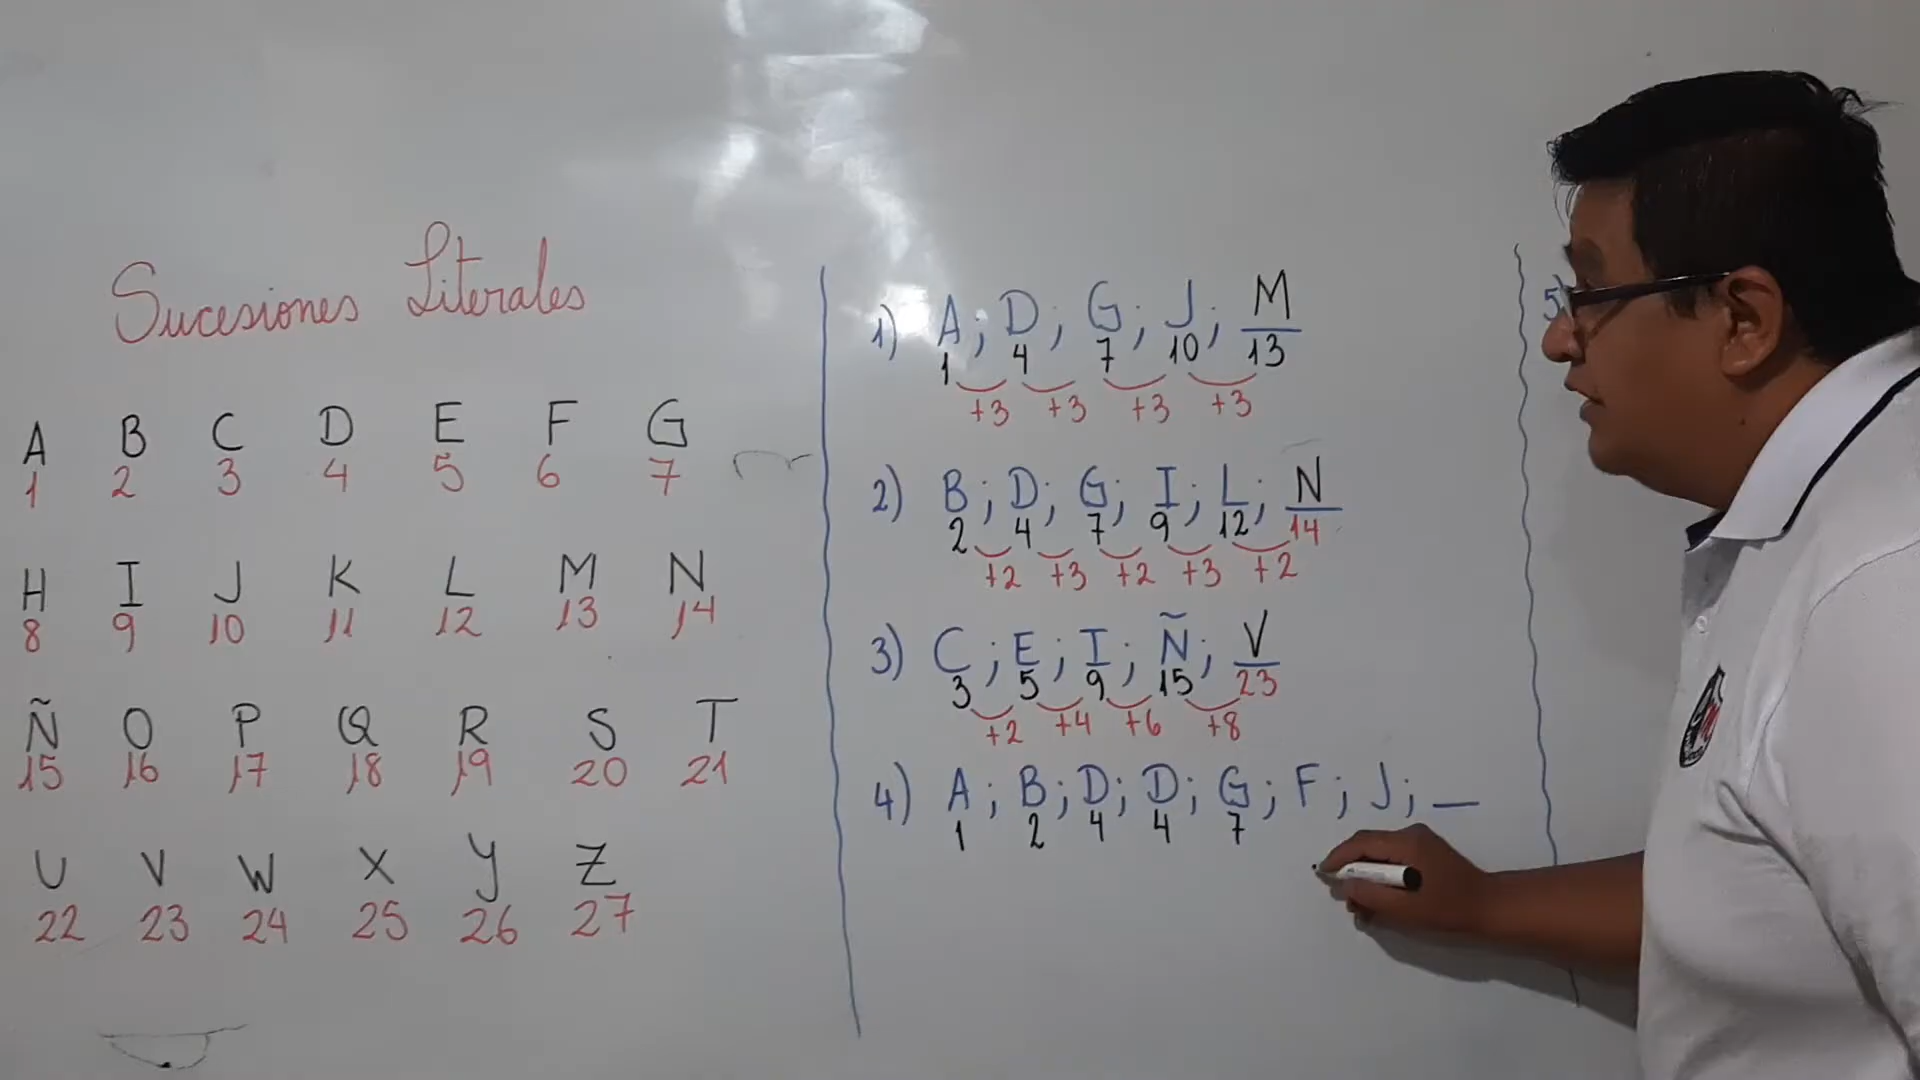 Sucesiones Literales
A B C D E F G
1 2 3 4 5 6 7
H I J K L M N
8 9 10 11 12 13 14
Ñ O P Q R S T
15 16 17 18 19 20 21
U V W X Y Z
22 23 24 25 26 27
1) A; D; G; J; M
1 4 7 10 13
+3 +3 +3 +3
2) B; D; G; I; L; N
2 4 7 9 12 14
+2 +3 +2 +3 +2
3) C; E; I; Ñ; V
3 5 9 15 23
+2 +4 +6 +8
4) A; B; D; D; G; F; J; _
1 2 4 4 7
5)